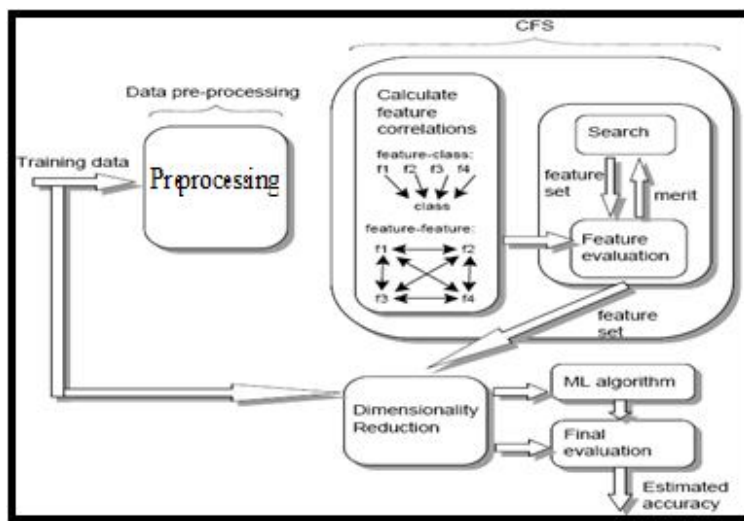 CFS
Data pre-processing
Training data
Preprocessing
Calculate
feature
correlations
feature-class:
f1 f2 f3 f4
class
feature-feature:
f1 f2
f3 f4
Search
feature
set
merit
Feature
evaluation
feature
set
Dimensionality
Reduction
ML algorithm
Final
evaluation
Estimated
accuracy